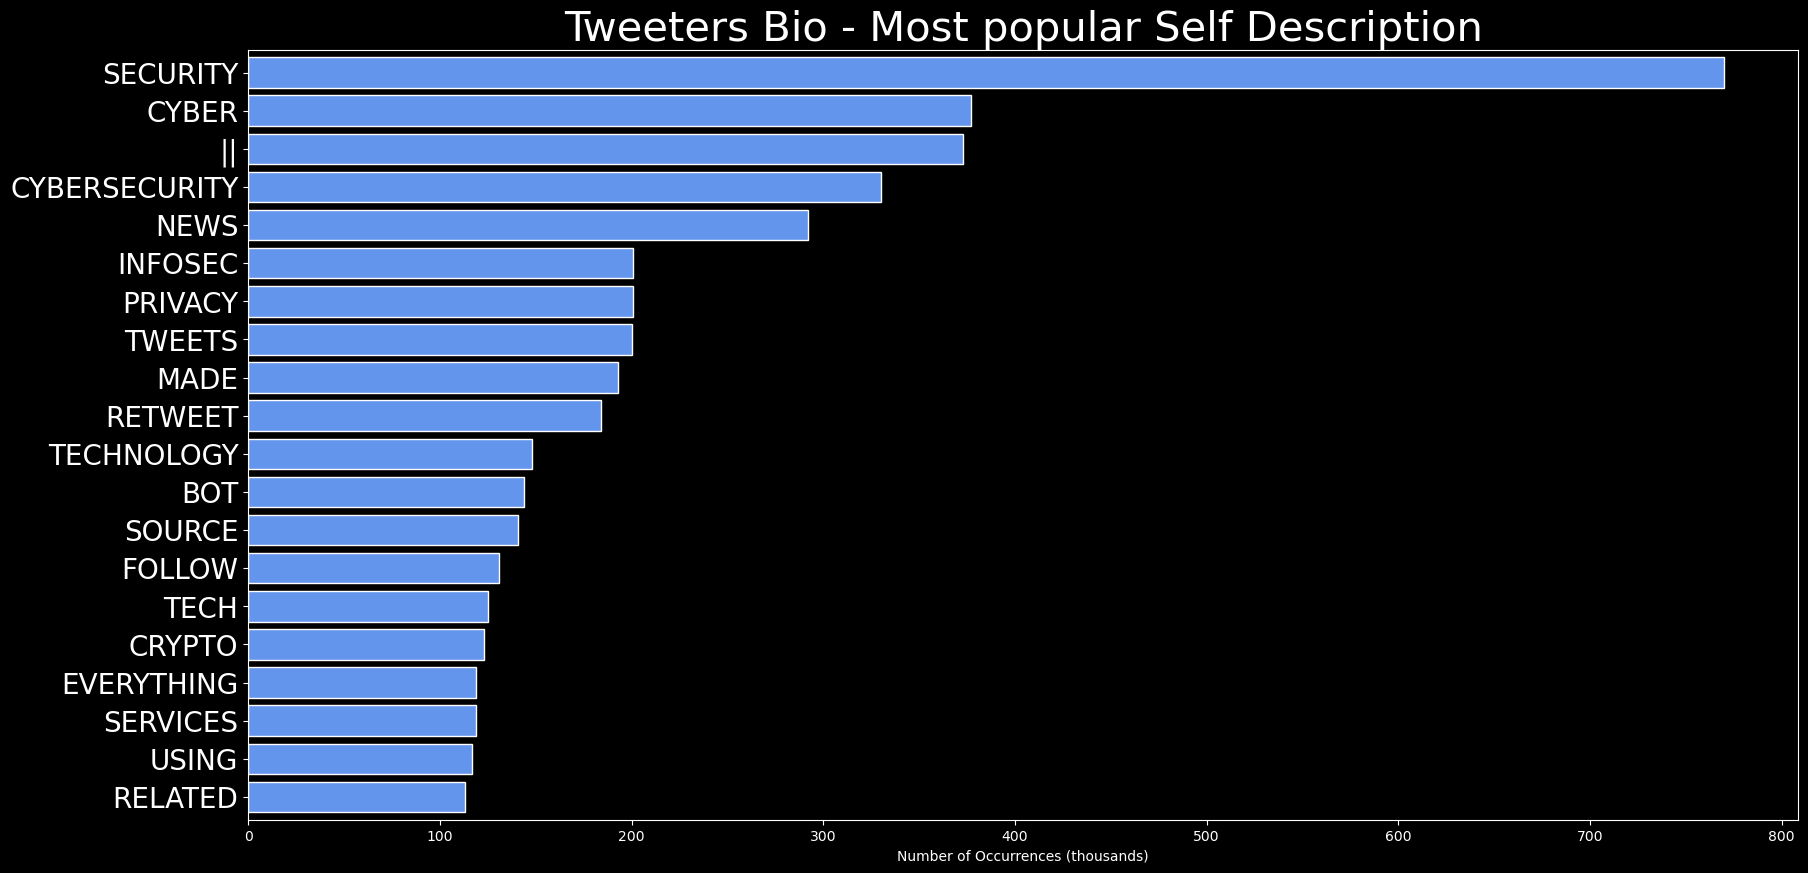 Tweeters Bio - Most popular Self Description
SECURITY
CYBER
||
CYBERSECURITY
NEWS
INFOSEC
PRIVACY
TWEETS
MADE
RETWEET
TECHNOLOGY
BOT
SOURCE
FOLLOW
TECH
CRYPTO
EVERYTHING
SERVICES
USING
RELATED
0 100 200 300 400 500 600 700 800
Number of Occurrences (thousands)